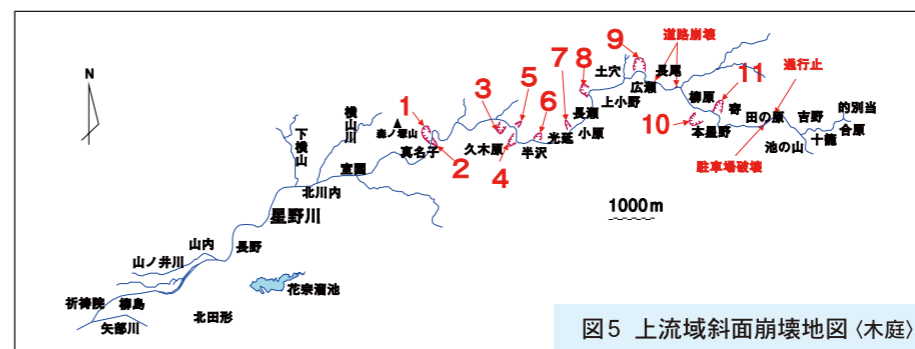 N
9
道路崩壊
土穴
長尾
通行止
8
広瀬
11
7
5
上小野
柳原
寄
的別当
1
3
6
長瀬
田の原
吉野
横山川
森ノ塚山
小原
10
本星野
合原
下横山
真名子
久木原
光延
十籠
2
4
半沢
池の山
室園
駐車場破壊
北川内
1000m
星野川
長野
山内
山ノ井川
花宗溜池
祈祷院
柳島
北田形
矢部川
図5 上流域斜面崩壊地図〈木庭〉